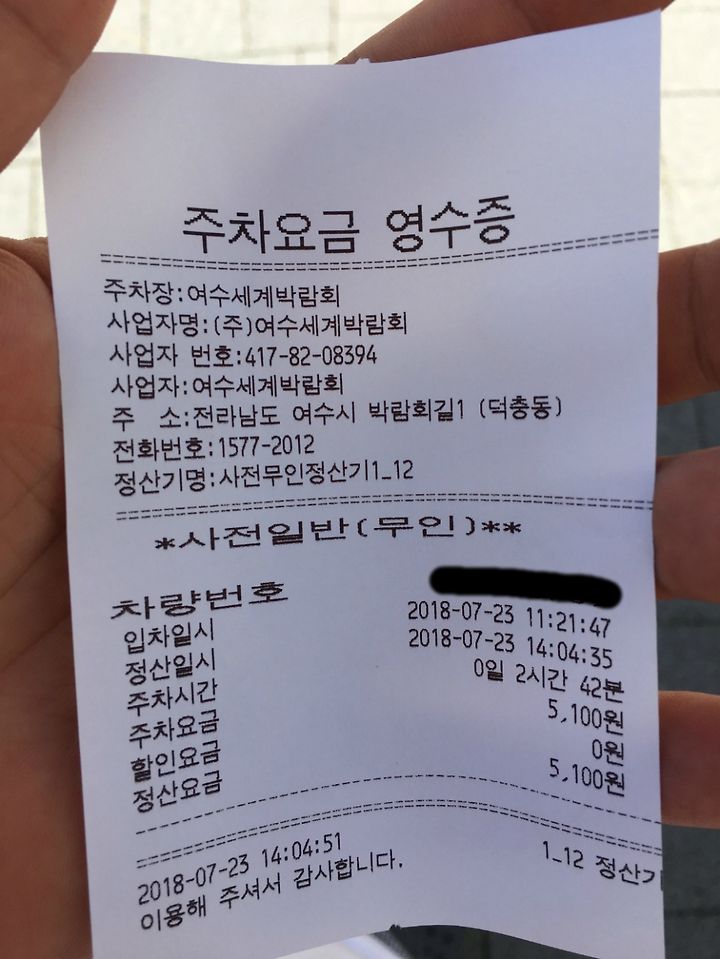 주차요금 영수증
주차장:여수세계박람회
사업자명:(주)여수세계박람회
사업자 번호:417-82-08394
사업자:여수세계박람회
주 소:전라남도 여수시 박람회길1 (덕충동)
전화번호:1577-2012
정산기명:사전무인정산기1_12
*사전일반(무인)**
차량번호
입차일시 2018-07-23 11:21:47
정산일시 2018-07-23 14:04:35
주차시간 0일 2시간 42분
주차요금 5,100원
할인요금 0원
정산요금 5,100원
2018-07-23 14:04:51 1_12 정산기
이용해 주셔서 감사합니다.